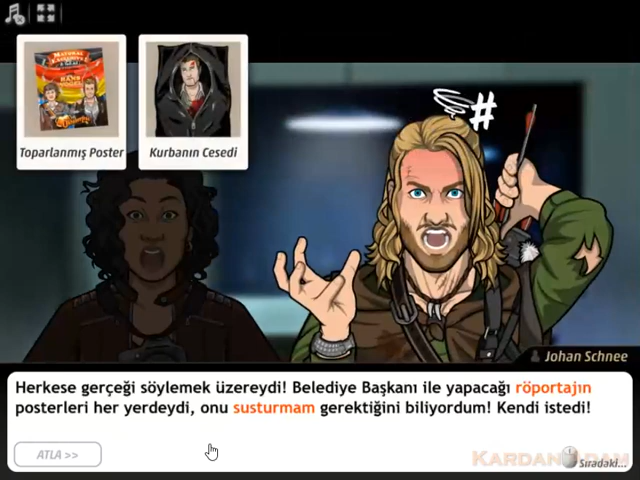 Toparlanmış Poster
Kurbanın Cesedi
#
Johan Schnee
Herkese gerçeği söylemek üzereydi! Belediye Başkanı ile yapacağı röportajın
posterleri her yerdeydi, onu susturmam gerektiğini biliyordum! Kendi istedi!
ATLA >>
Sıradaki...